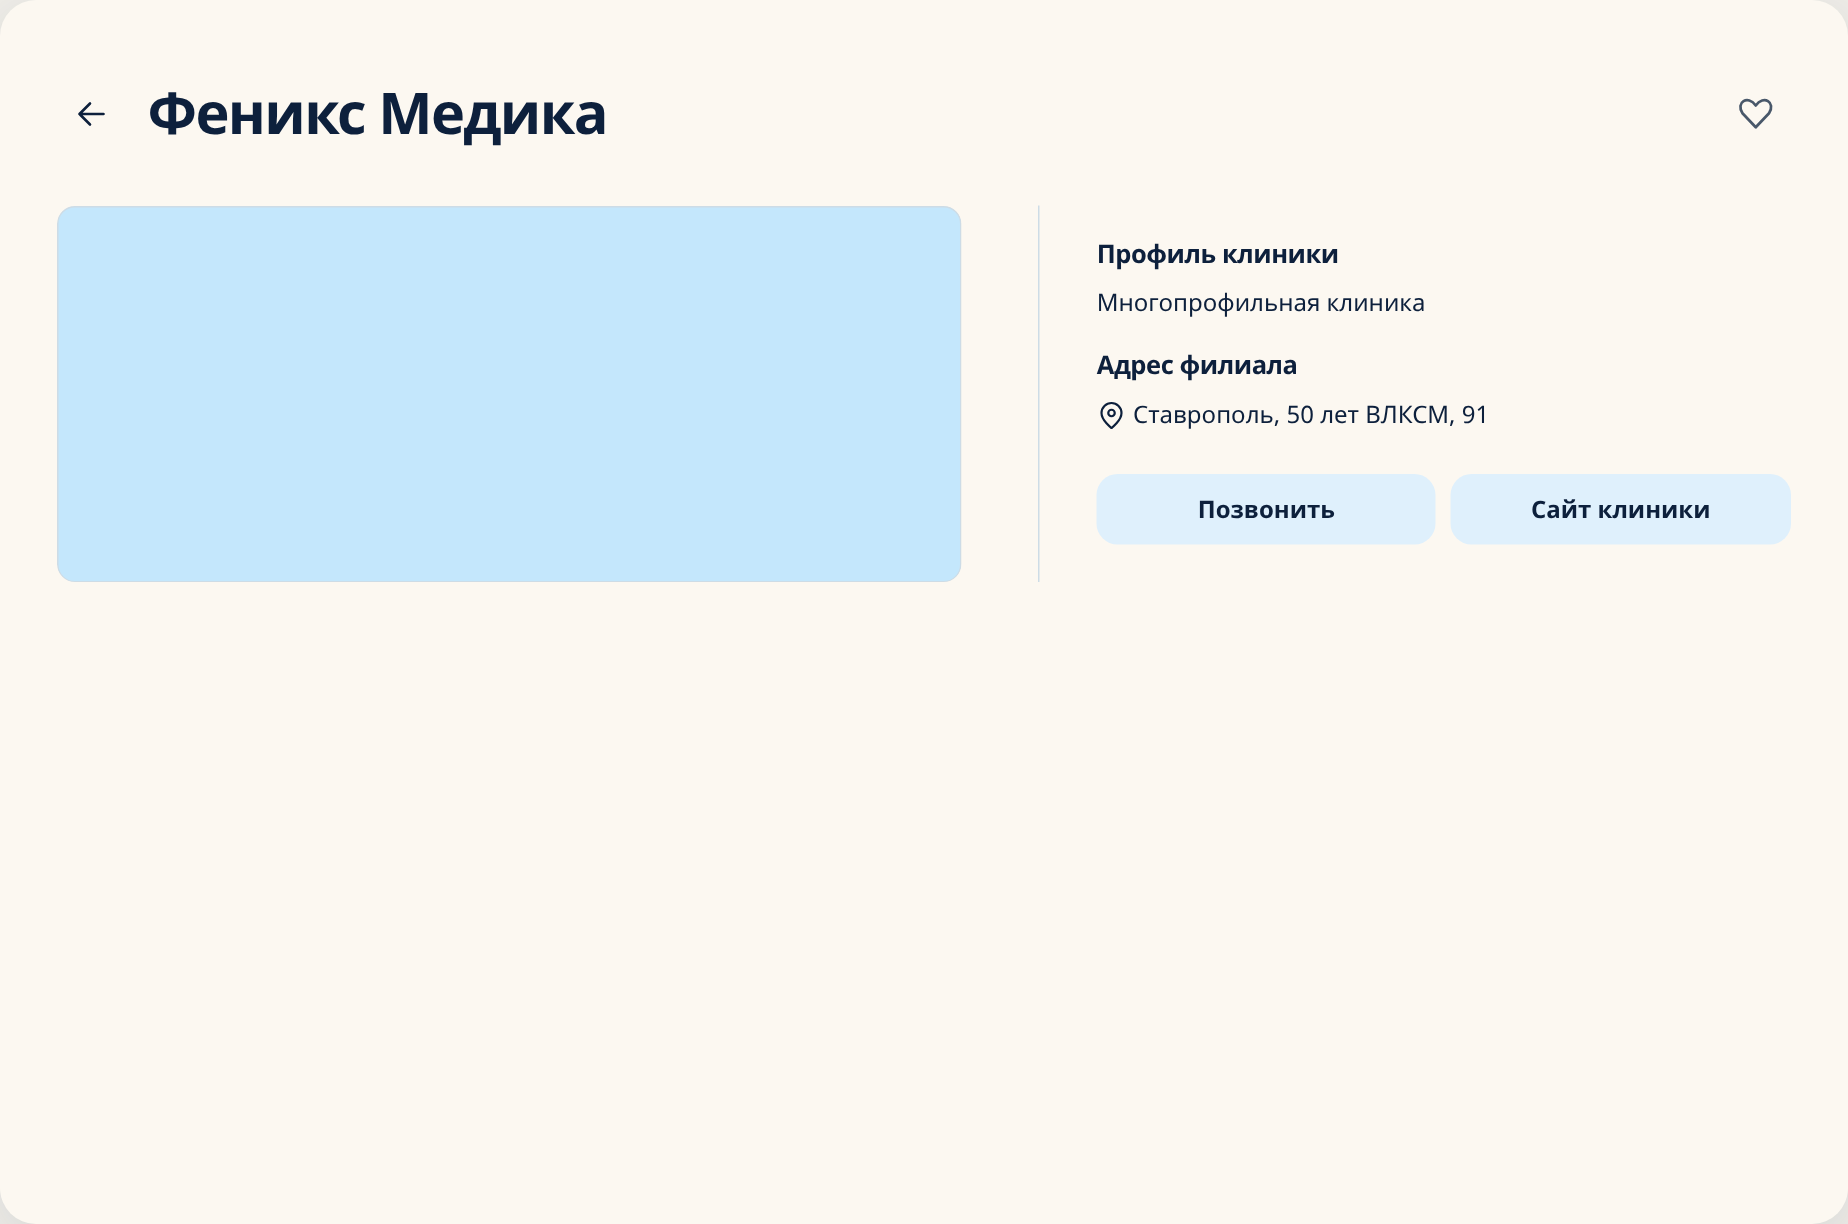 Феникс Медика
Профиль клиники
Многопрофильная клиника
Адрес филиала
Ставрополь, 50 лет ВЛКСМ, 91
Позвонить
Сайт клиники